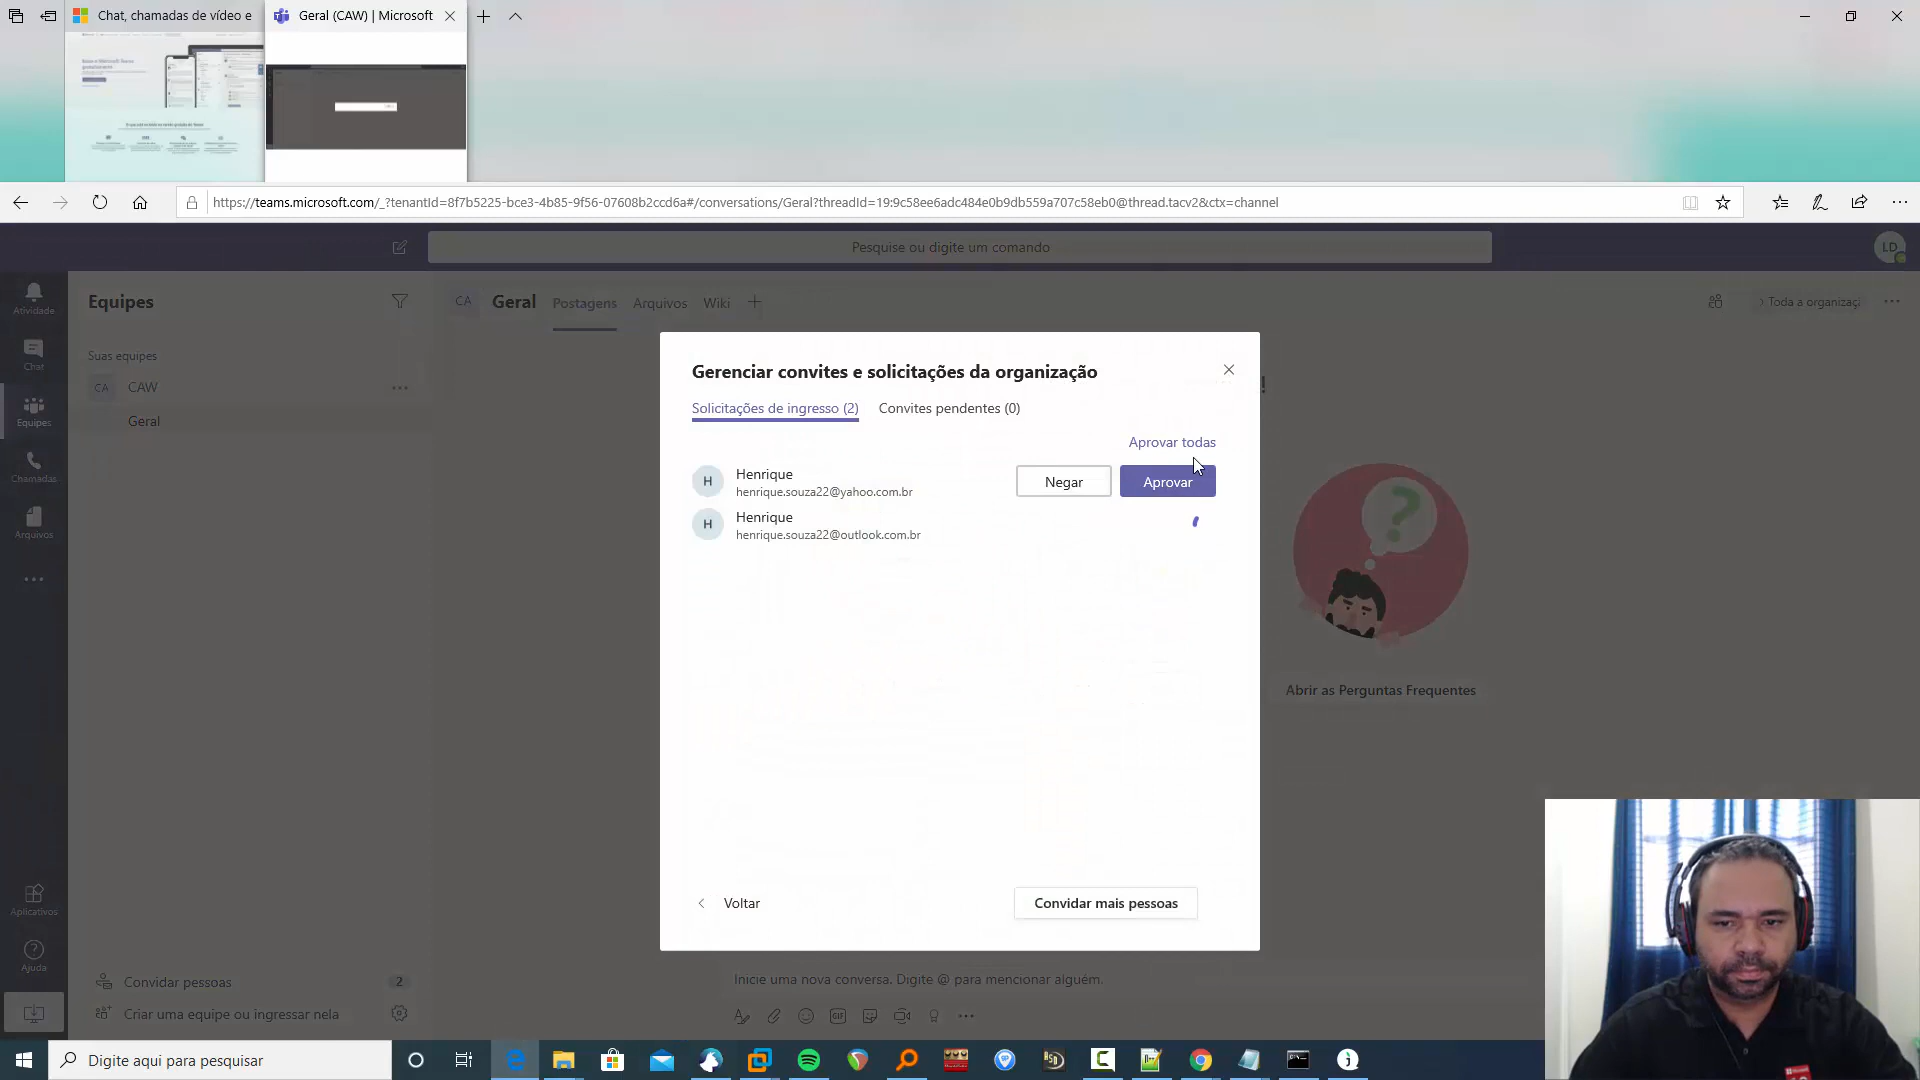 Chat, chamadas de vídeo e
Geral (CAW) | Microsoft
https://teams.microsoft.com/_?tenantId=8f7b5225-bce3-4b85-9f56-07608b2ccd6a#/conversations/Geral?threadId=19:9c58ee6adc484e0b9db559a707c58eb0@thread.tacv2&ctx=channel
Pesquise ou digite um comando
LD
Atividade
Chat
Equipes
Chamadas
Arquivos
Aplicativos
Ajuda
Equipes
Suas equipes
CA
CAW
Geral
Convidar pessoas
2
Criar uma equipe ou ingressar nela
CA
Geral
Postagens
Arquivos
Wiki
Toda a organizaç
!
Gerenciar convites e solicitações da organização
Solicitações de ingresso (2)
Convites pendentes (0)
Aprovar todas
H
Henrique
henrique.souza22@yahoo.com.br
Negar
Aprovar
H
Henrique
henrique.souza22@outlook.com.br
Voltar
Convidar mais pessoas
?
Abrir as Perguntas Frequentes
Inicie uma nova conversa. Digite @ para mencionar alguém.
GIF
Digite aqui para pesquisar